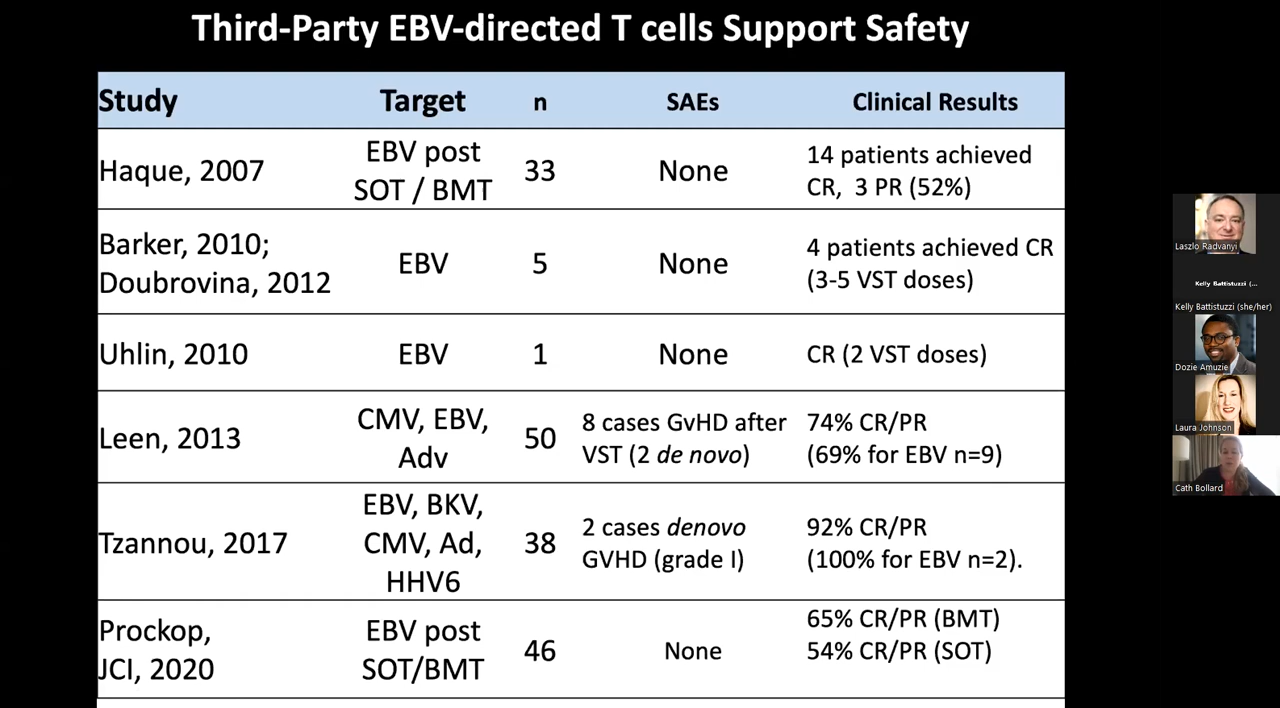 Third-Party EBV-directed T cells Support Safety
Study Target n SAEs Clinical Results
Haque, 2007
EBV post
SOT / BMT
33
None
14 patients achieved
CR, 3 PR (52%)
Barker, 2010;
Doubrovina, 2012
EBV
5
None
4 patients achieved CR
(3-5 VST doses)
Uhlin, 2010
EBV
1
None
CR (2 VST doses)
Leen, 2013
CMV, EBV,
Adv
50
8 cases GvHD after
VST (2 de novo)
74% CR/PR
(69% for EBV n=9)
Tzannou, 2017
EBV, BKV,
CMV, Ad,
HHV6
38
2 cases denovo
GVHD (grade I)
92% CR/PR
(100% for EBV n=2).
Prockop,
JCI, 2020
EBV post
SOT/BMT
46
None
65% CR/PR (BMT)
54% CR/PR (SOT)
Laszlo Radvanyi
Kelly Battistuzzi (...
Kelly Battistuzzi (she/her)
Dozie Amuzie
Laura Johnson
Cath Bollard